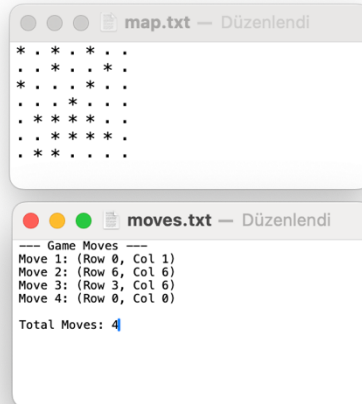 map.txt — Düzenlendi
* . * . * . .
. . * . . * .
* . . . * . .
. . . * . . .
. * * * * . .
. . * * * * .
. * * . . . .
moves.txt — Düzenlendi
--- Game Moves ---
Move 1: (Row 0, Col 1)
Move 2: (Row 6, Col 6)
Move 3: (Row 3, Col 6)
Move 4: (Row 0, Col 0)
Total Moves: 4